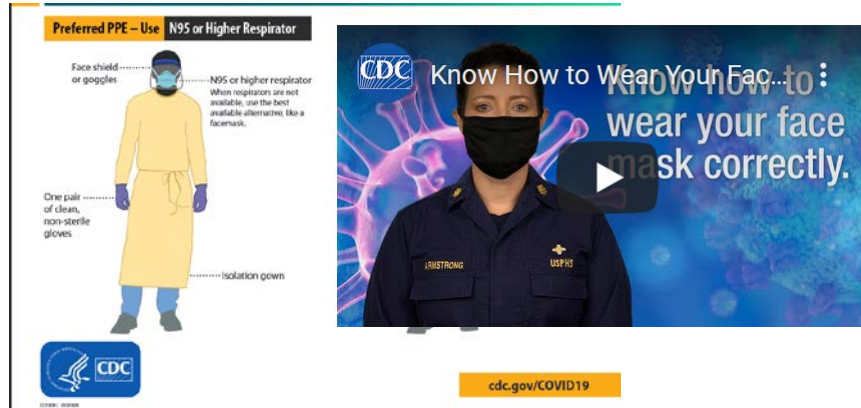 Preferred PPE – Use N95 or Higher Respirator
Face shield
or goggles
N95 or higher respirator
When respirators are not
available, use the best
available alternative, like a
facemask.
One pair
of clean,
non-sterile
gloves
Isolation gown
CDC
cdc.gov/COVID19
CDC
Know How to Wear Your Fac...
Know how to
wear your face
mask correctly.
ARMSTRONG
USPHS